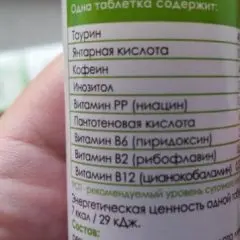 Одна таблетка содержит:
Таурин
Янтарная кислота
Кофеин
Инозитол
Витамин РР (ниацин)
Пантотеновая кислота
Витамин В6 (пиридоксин)
Витамин В2 (рибофлавин)
Витамин В12 (цианокобаламин)
рекомендуемый уровень
Энергетическая ценность одной
7 ккал / 29 кДж.